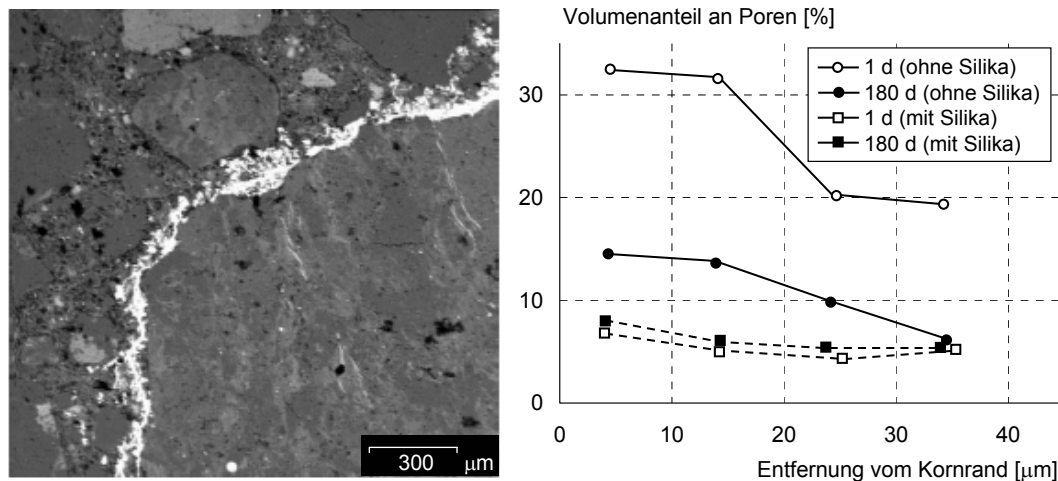 300 μm
Volumenanteil an Poren [%]
30
20
10
0
1 d (ohne Silika)
180 d (ohne Silika)
1 d (mit Silika)
180 d (mit Silika)
0 10 20 30 40
Entfernung vom Kornrand [μm]